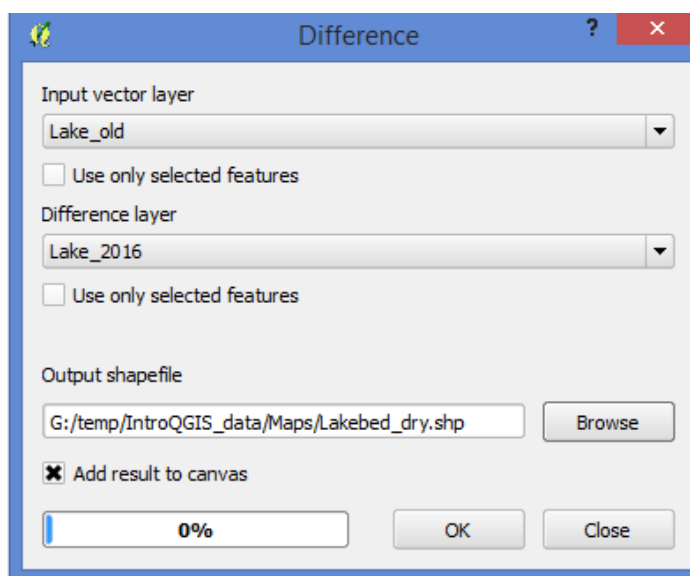 Difference
?
Input vector layer
Lake_old
Use only selected features
Difference layer
Lake_2016
Use only selected features
Output shapefile
G:/temp/IntroQGIS_data/Maps/Lakebed_dry.shp Browse
Add result to canvas
0% OK Close